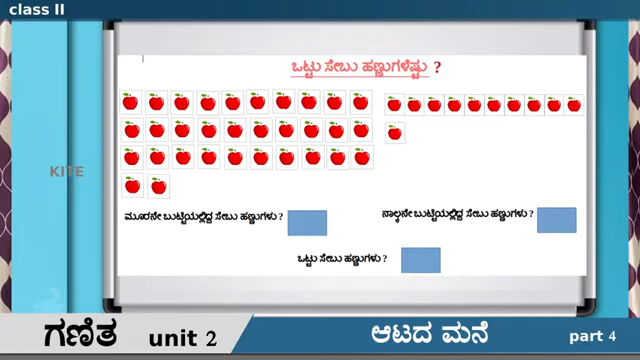 class II
ಒಟ್ಟು ಸೇಬು ಹಣ್ಣುಗಳೆಷ್ಟು ?
KITE
ಮೂರನೇ ಬುಟ್ಟಿಯಲ್ಲಿದ್ದ ಸೇಬು ಹಣ್ಣುಗಳು ?
ನಾಲ್ಕನೇ ಬುಟ್ಟಿಯಲ್ಲಿದ್ದ ಸೇಬು ಹಣ್ಣುಗಳು ?
ಒಟ್ಟು ಸೇಬು ಹಣ್ಣುಗಳು ?
ಗಣಿತ unit 2
ಆಟದ ಮನೆ
part 4